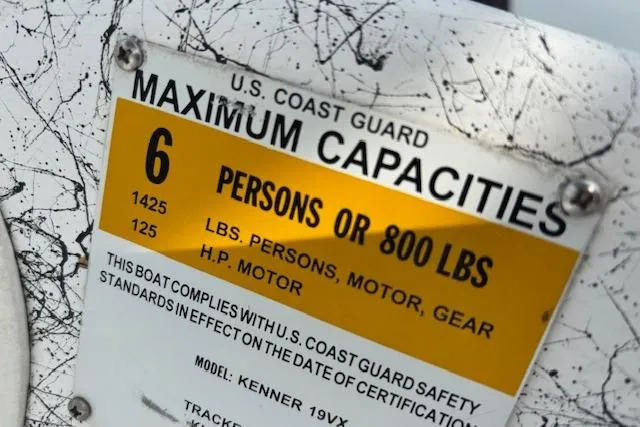 U.S. COAST GUARD
MAXIMUM CAPACITIES
6 PERSONS OR 800 LBS
1425 LBS. PERSONS, MOTOR, GEAR
125 H.P. MOTOR
THIS BOAT COMPLIES WITH U.S. COAST GUARD SAFETY
STANDARDS IN EFFECT ON THE DATE OF CERTIFICATION
MODEL: KENNER 19VX